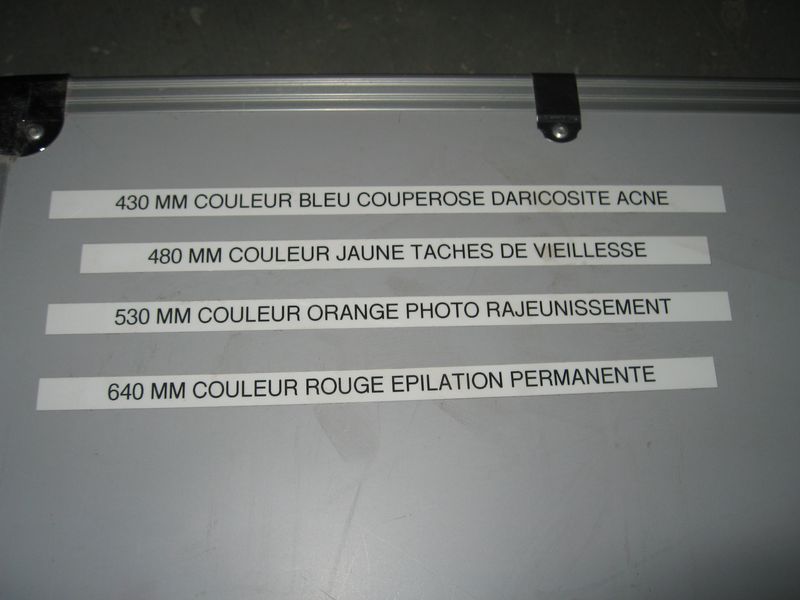 430 MM COULEUR BLEU COUPEROSE DARICOSITE ACNE
480 MM COULEUR JAUNE TACHES DE VIEILLESSE
530 MM COULEUR ORANGE PHOTO RAJEUNISSEMENT
640 MM COULEUR ROUGE EPILATION PERMANENTE